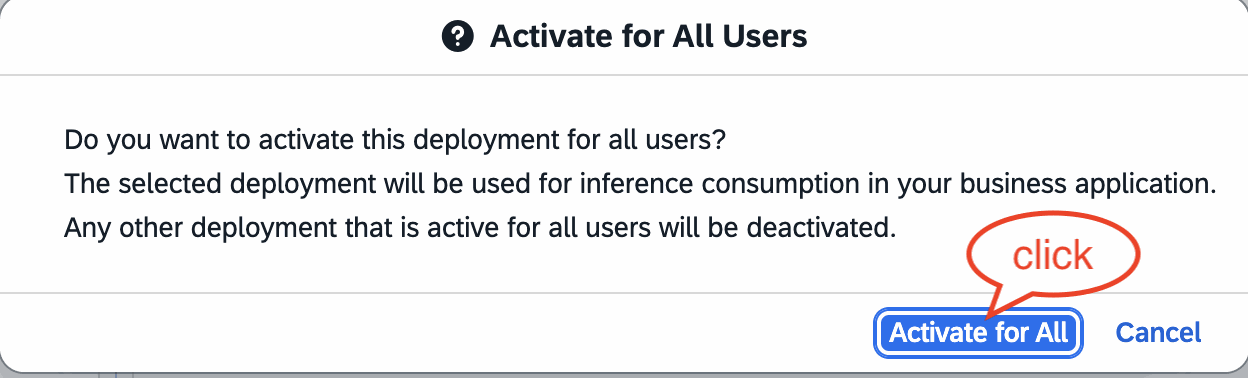 Activate for All Users
Do you want to activate this deployment for all users?
The selected deployment will be used for inference consumption in your business application.
Any other deployment that is active for all users will be deactivated.
click
Activate for All
Cancel